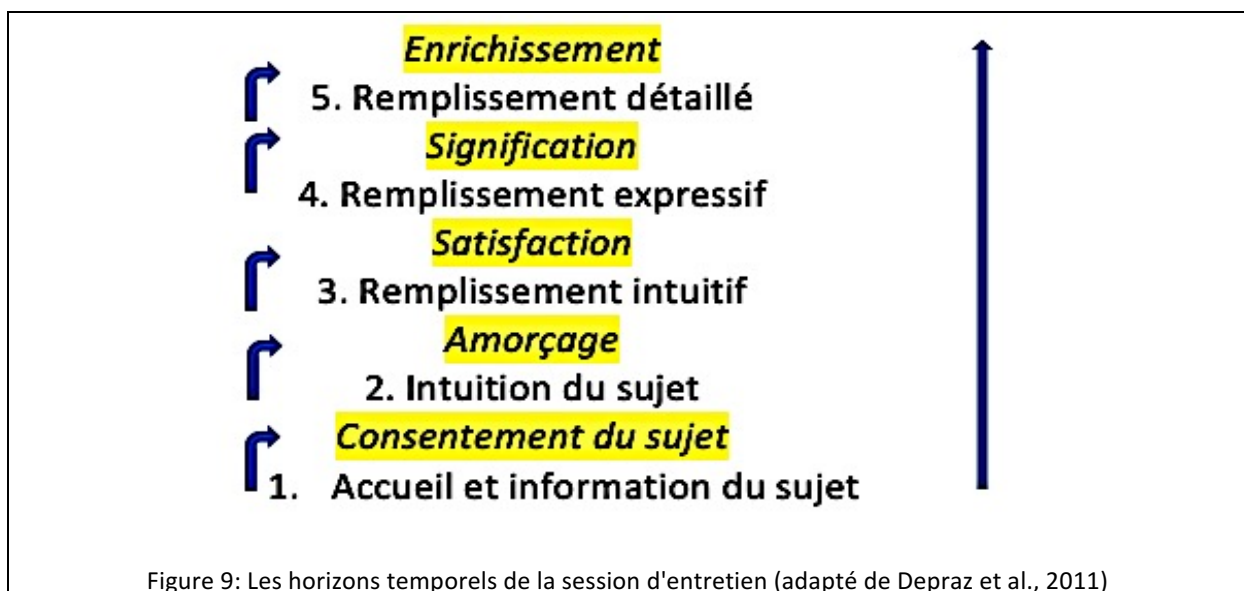 Enrichissement
5. Remplissement détaillé
Signification
4. Remplissement expressif
Satisfaction
3. Remplissement intuitif
Amorçage
2. Intuition du sujet
Consentement du sujet
1. Accueil et information du sujet
Figure 9: Les horizons temporels de la session d'entretien (adapté de Depraz et al., 2011)